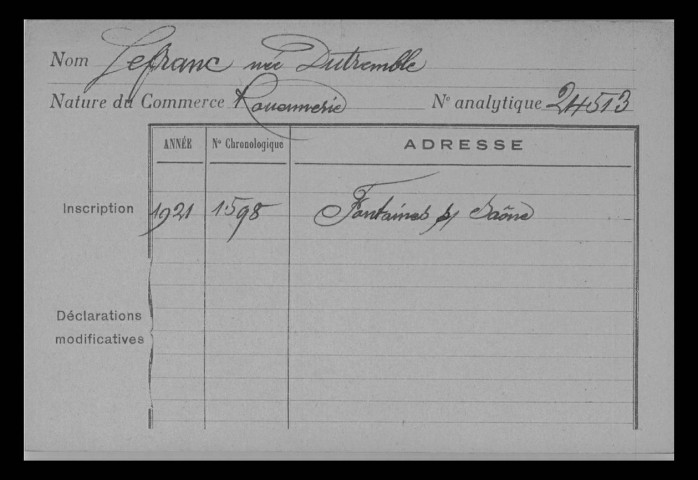 Nom Lefranc née Dutremble
Nature du Commerce Rouennerie N° analytique 24513
ANNÉE N° Chronologique ADRESSE
Inscription 1921 1598 Fontaines s/ Saône
Déclarations
modificatives